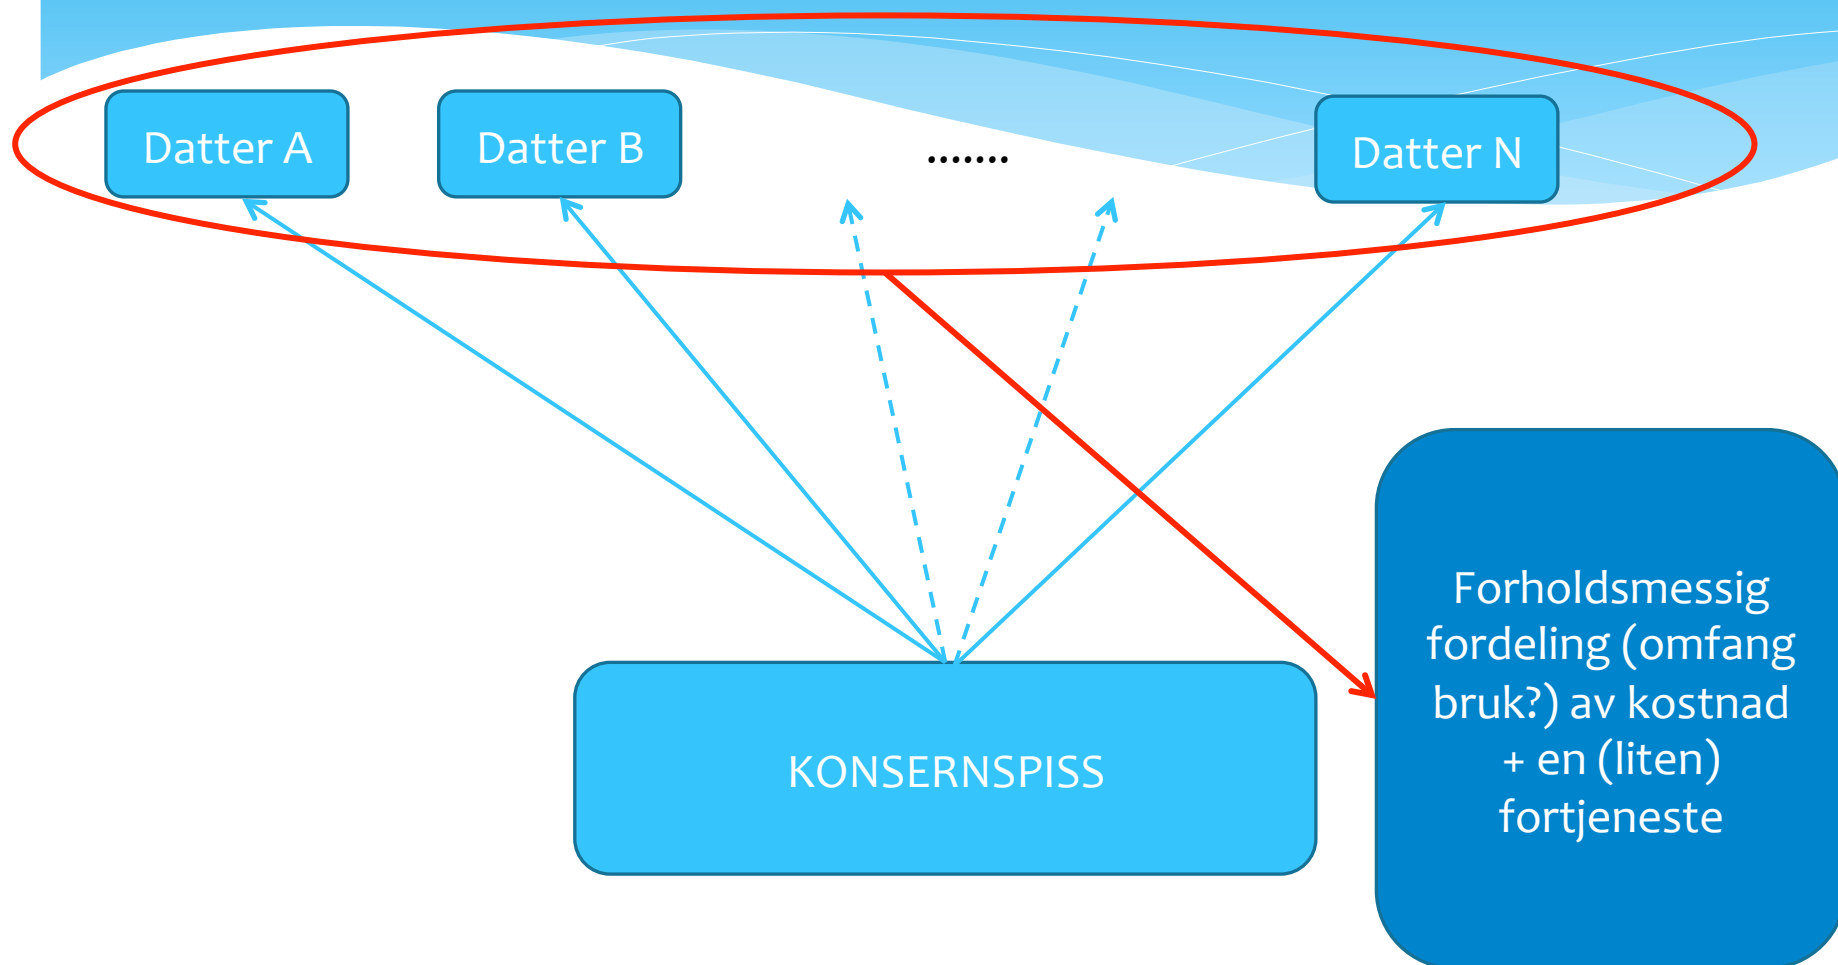 Datter A
Datter B
.......
Datter N
KONSERNSPISS
Forholdsmessig
fordeling (omfang
bruk?) av kostnad
+ en (liten)
fortjeneste